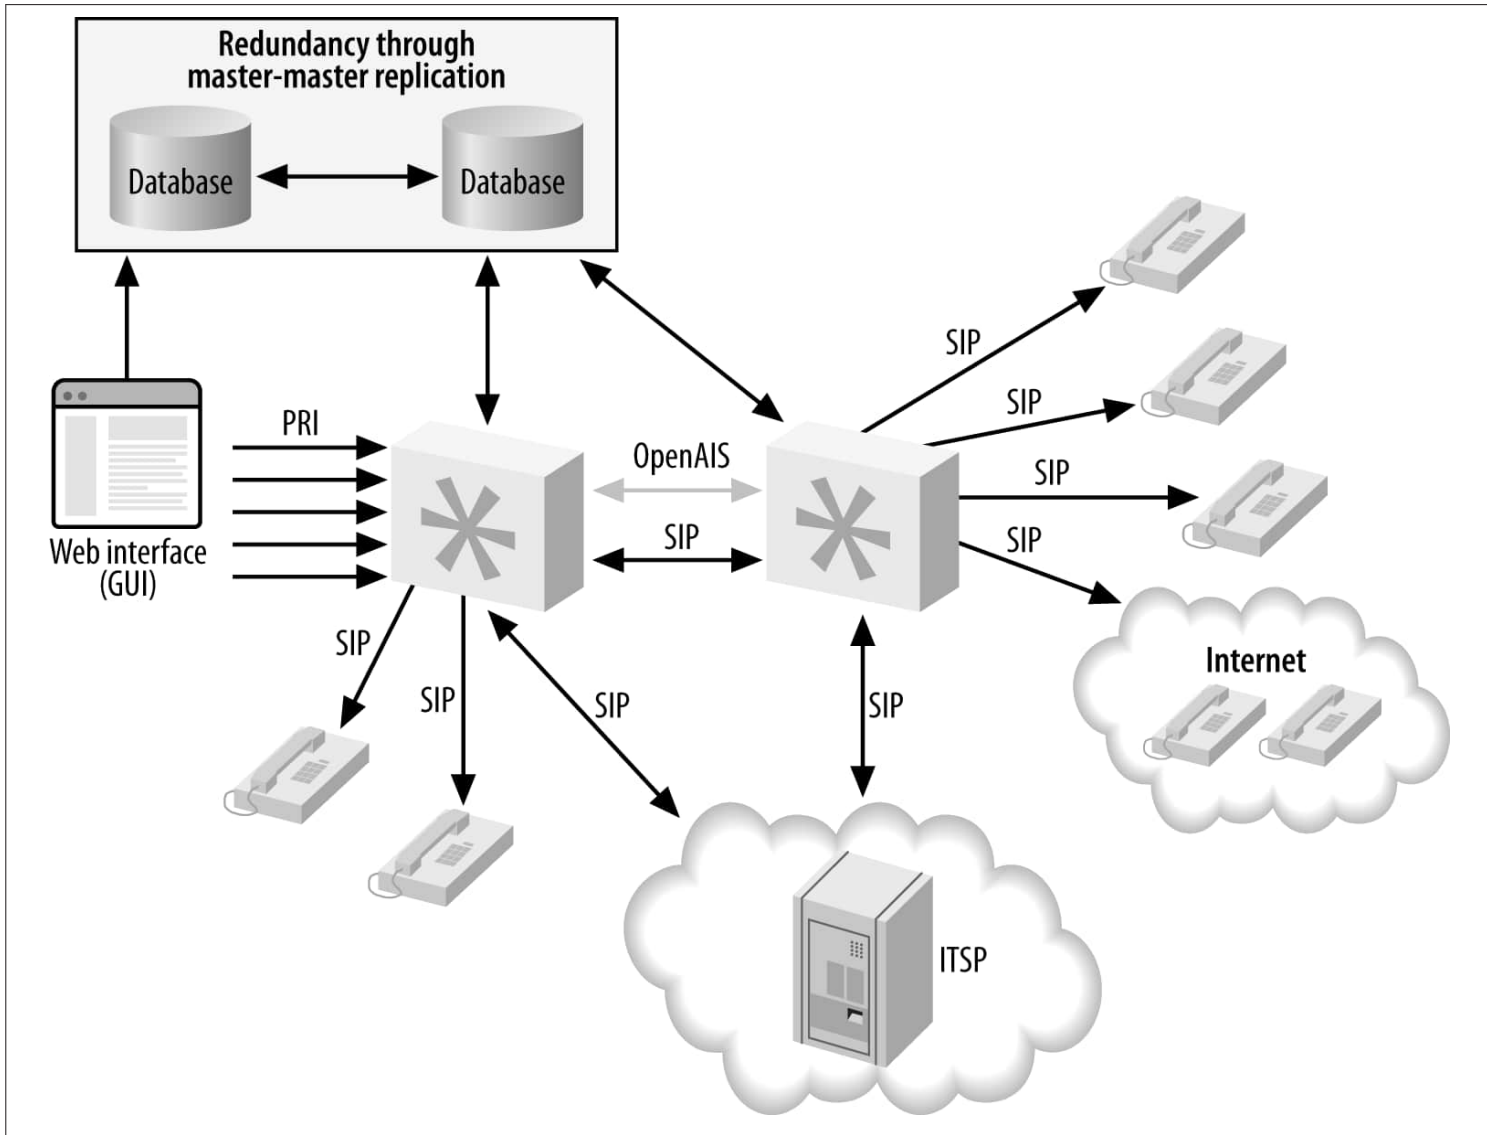 Redundancy through
master-master replication
Database
Database
SIP
SIP
PRI
OpenAIS
SIP
SIP
SIP
Web interface
(GUI)
SIP
Internet
SIP
SIP
SIP
ITSP